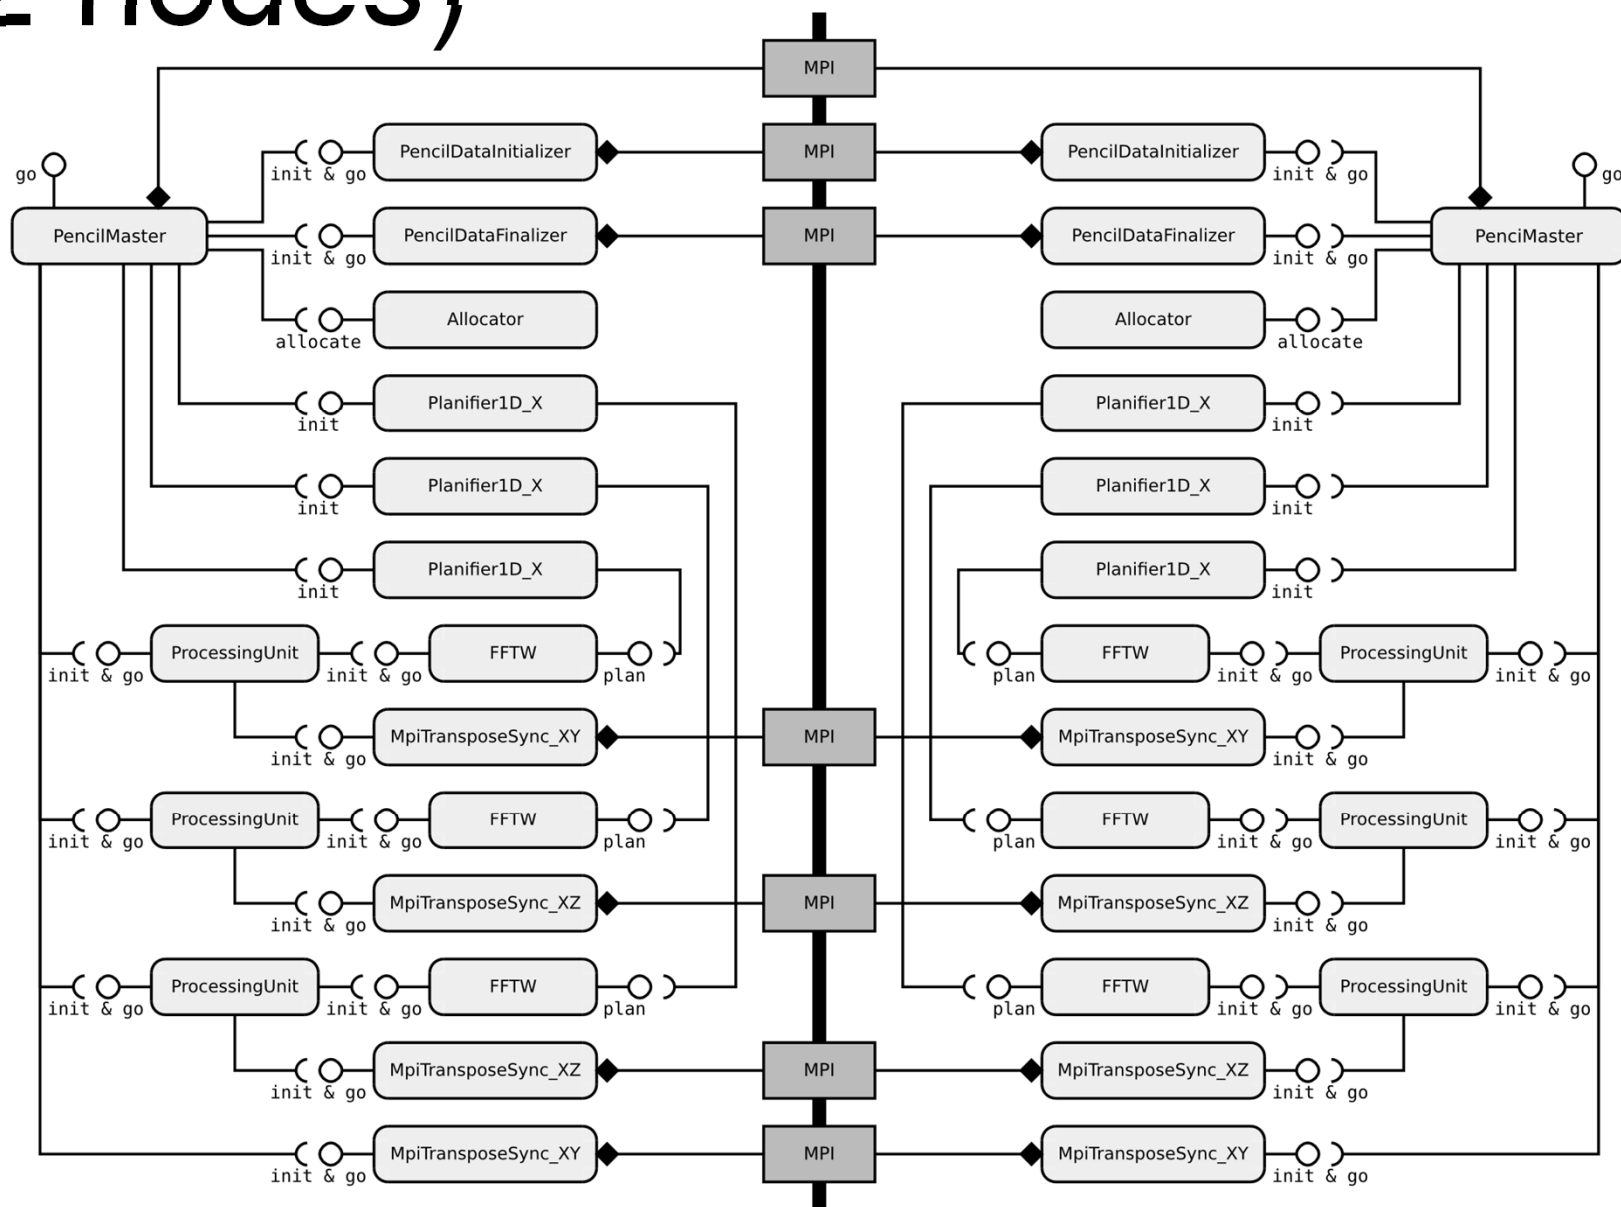 2 nodes)
MPI
PencilDataInitializer MPI PencilDataInitializer
go init & go init & go go
PencilMaster PencilDataFinalizer MPI PencilDataFinalizer PenciMaster
init & go init & go
Allocator Allocator
allocate allocate
Planifier1D_X Planifier1D_X
init init
Planifier1D_X Planifier1D_X
init init
Planifier1D_X Planifier1D_X
init init
ProcessingUnit FFTW FFTW ProcessingUnit
init & go init & go plan plan init & go init & go
MpiTransposeSync_XY MPI MpiTransposeSync_XY
init & go init & go
ProcessingUnit FFTW FFTW ProcessingUnit
init & go init & go plan plan init & go init & go
MpiTransposeSync_XZ MPI MpiTransposeSync_XZ
init & go init & go
ProcessingUnit FFTW FFTW ProcessingUnit
init & go init & go plan plan init & go init & go
MpiTransposeSync_XZ MPI MpiTransposeSync_XZ
init & go init & go
MpiTransposeSync_XY MPI MpiTransposeSync_XY
init & go init & go